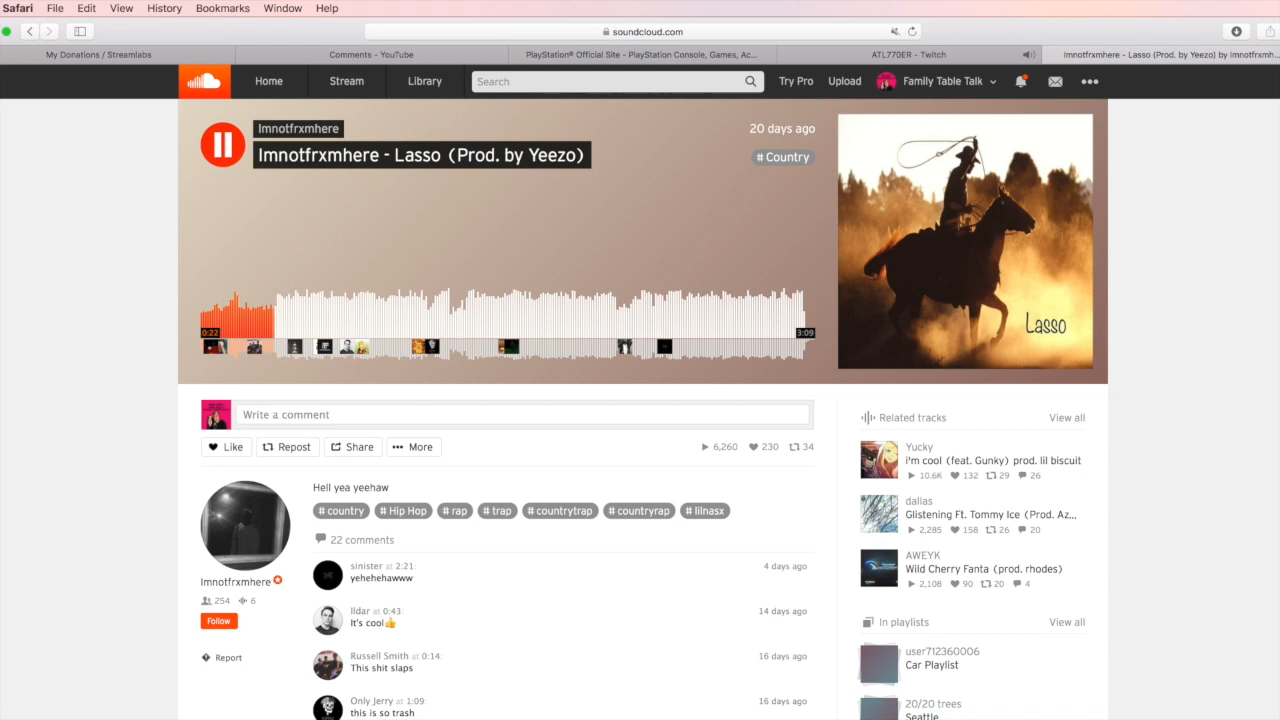 Safari File Edit View History Bookmarks Window Help
soundcloud.com
My Donations / Streamlabs
Comments - YouTube
PlayStation® Official Site - PlayStation Console, Games, Ac...
ATL770ER - Twitch
Imnotfrxmhere - Lasso (Prod. by Yeezo) by Imnotfrxmh...
Home Stream Library Search Try Pro Upload Family Table Talk
Imnotfrxmhere
20 days ago
Imnotfrxmhere - Lasso (Prod. by Yeezo)
# Country
Lasso
0:22
3:09
Write a comment
Like Repost Share More
6,260 230 34
Hell yea yeehaw
# country # Hip Hop # rap # trap # countrytrap # countryrap # lilnasx
22 comments
Imnotfrxmhere
254 6
Follow
Report
sinister at 2:21:
4 days ago
yehehehawww
Ildar at 0:43:
14 days ago
It's cool👍
Russell Smith at 0:14:
16 days ago
This shit slaps
Only Jerry at 1:09:
16 days ago
this is so trash
Related tracks
View all
Yucky
i'm cool (feat. Gunky) prod. lil biscuit
10.6K 132 29 26
dallas
Glistening Ft. Tommy Ice (Prod. Az...
2,285 158 26 20
AWEYK
Wild Cherry Fanta (prod. rhodes)
2,108 90 20 4
In playlists
View all
user712360006
Car Playlist
20/20 trees
Seattle